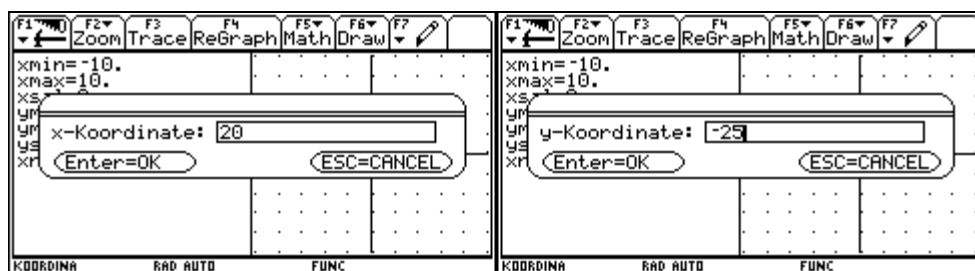 F1 F2 F3 F4 F5 F6 F7
Zoom Trace ReGraph Math Draw
xmin=-10.
xmax=10.
x-Koordinate: 20
Enter=OK ESC=CANCEL
KOORDINA RAD AUTO FUNC
F1 F2 F3 F4 F5 F6 F7
Zoom Trace ReGraph Math Draw
xmin=-10.
xmax=10.
y-Koordinate: -25
Enter=OK ESC=CANCEL
KOORDINA RAD AUTO FUNC